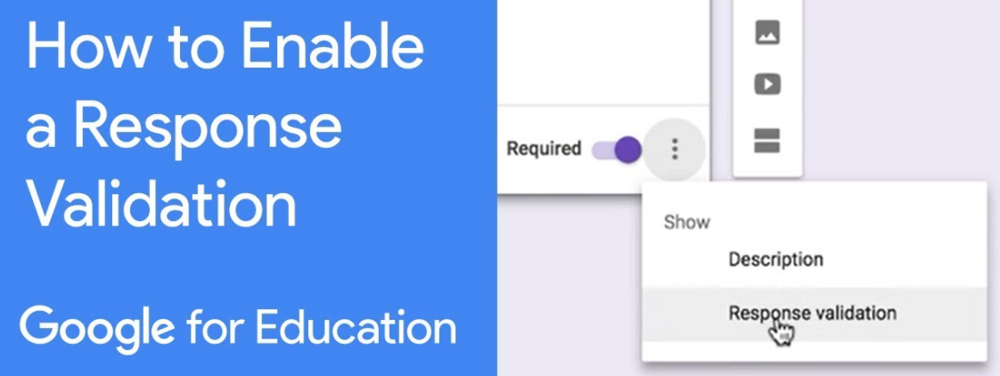 How to Enable
a Response
Validation
Google for Education
Required
Show
Description
Response validation